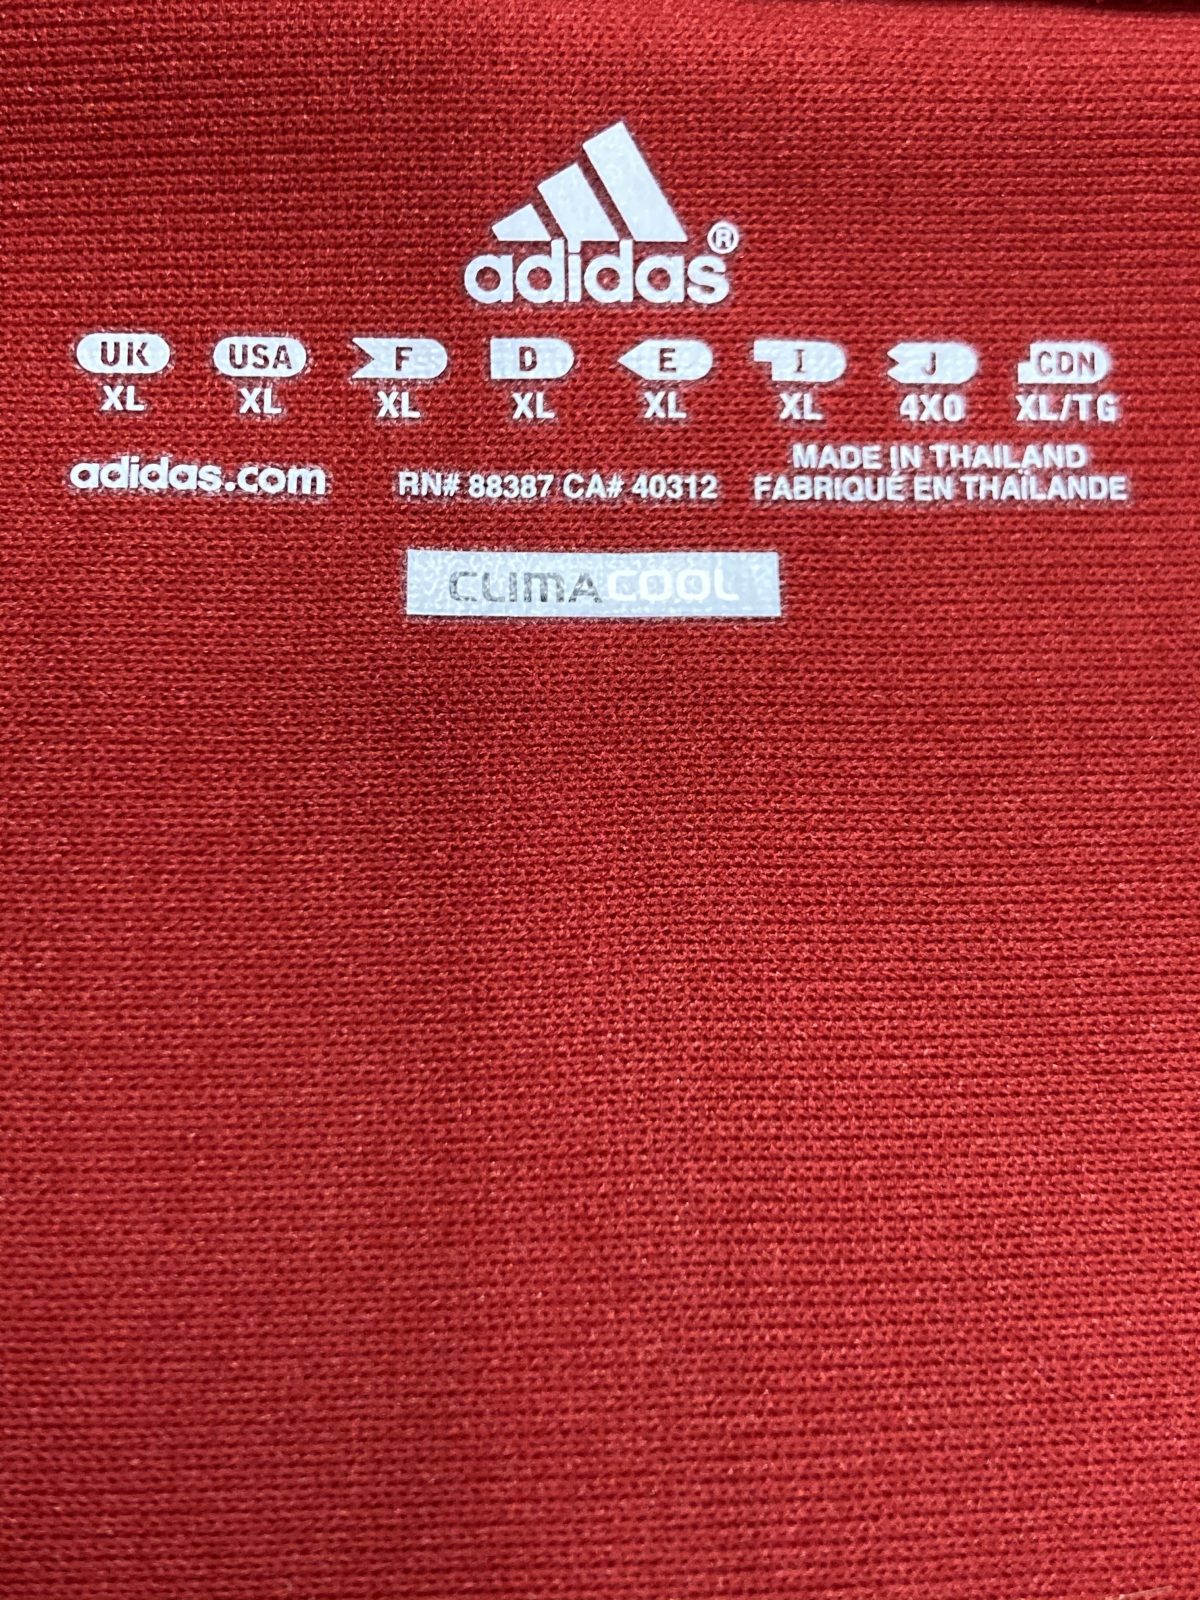 adidas®
UK USA F D E I J CDN
XL XL XL XL XL XL 4XO XL/TG
adidas.com RN# 88387 CA# 40312 MADE IN THAILAND
FABRIQUÉ EN THAÏLANDE
CLIMACOOL